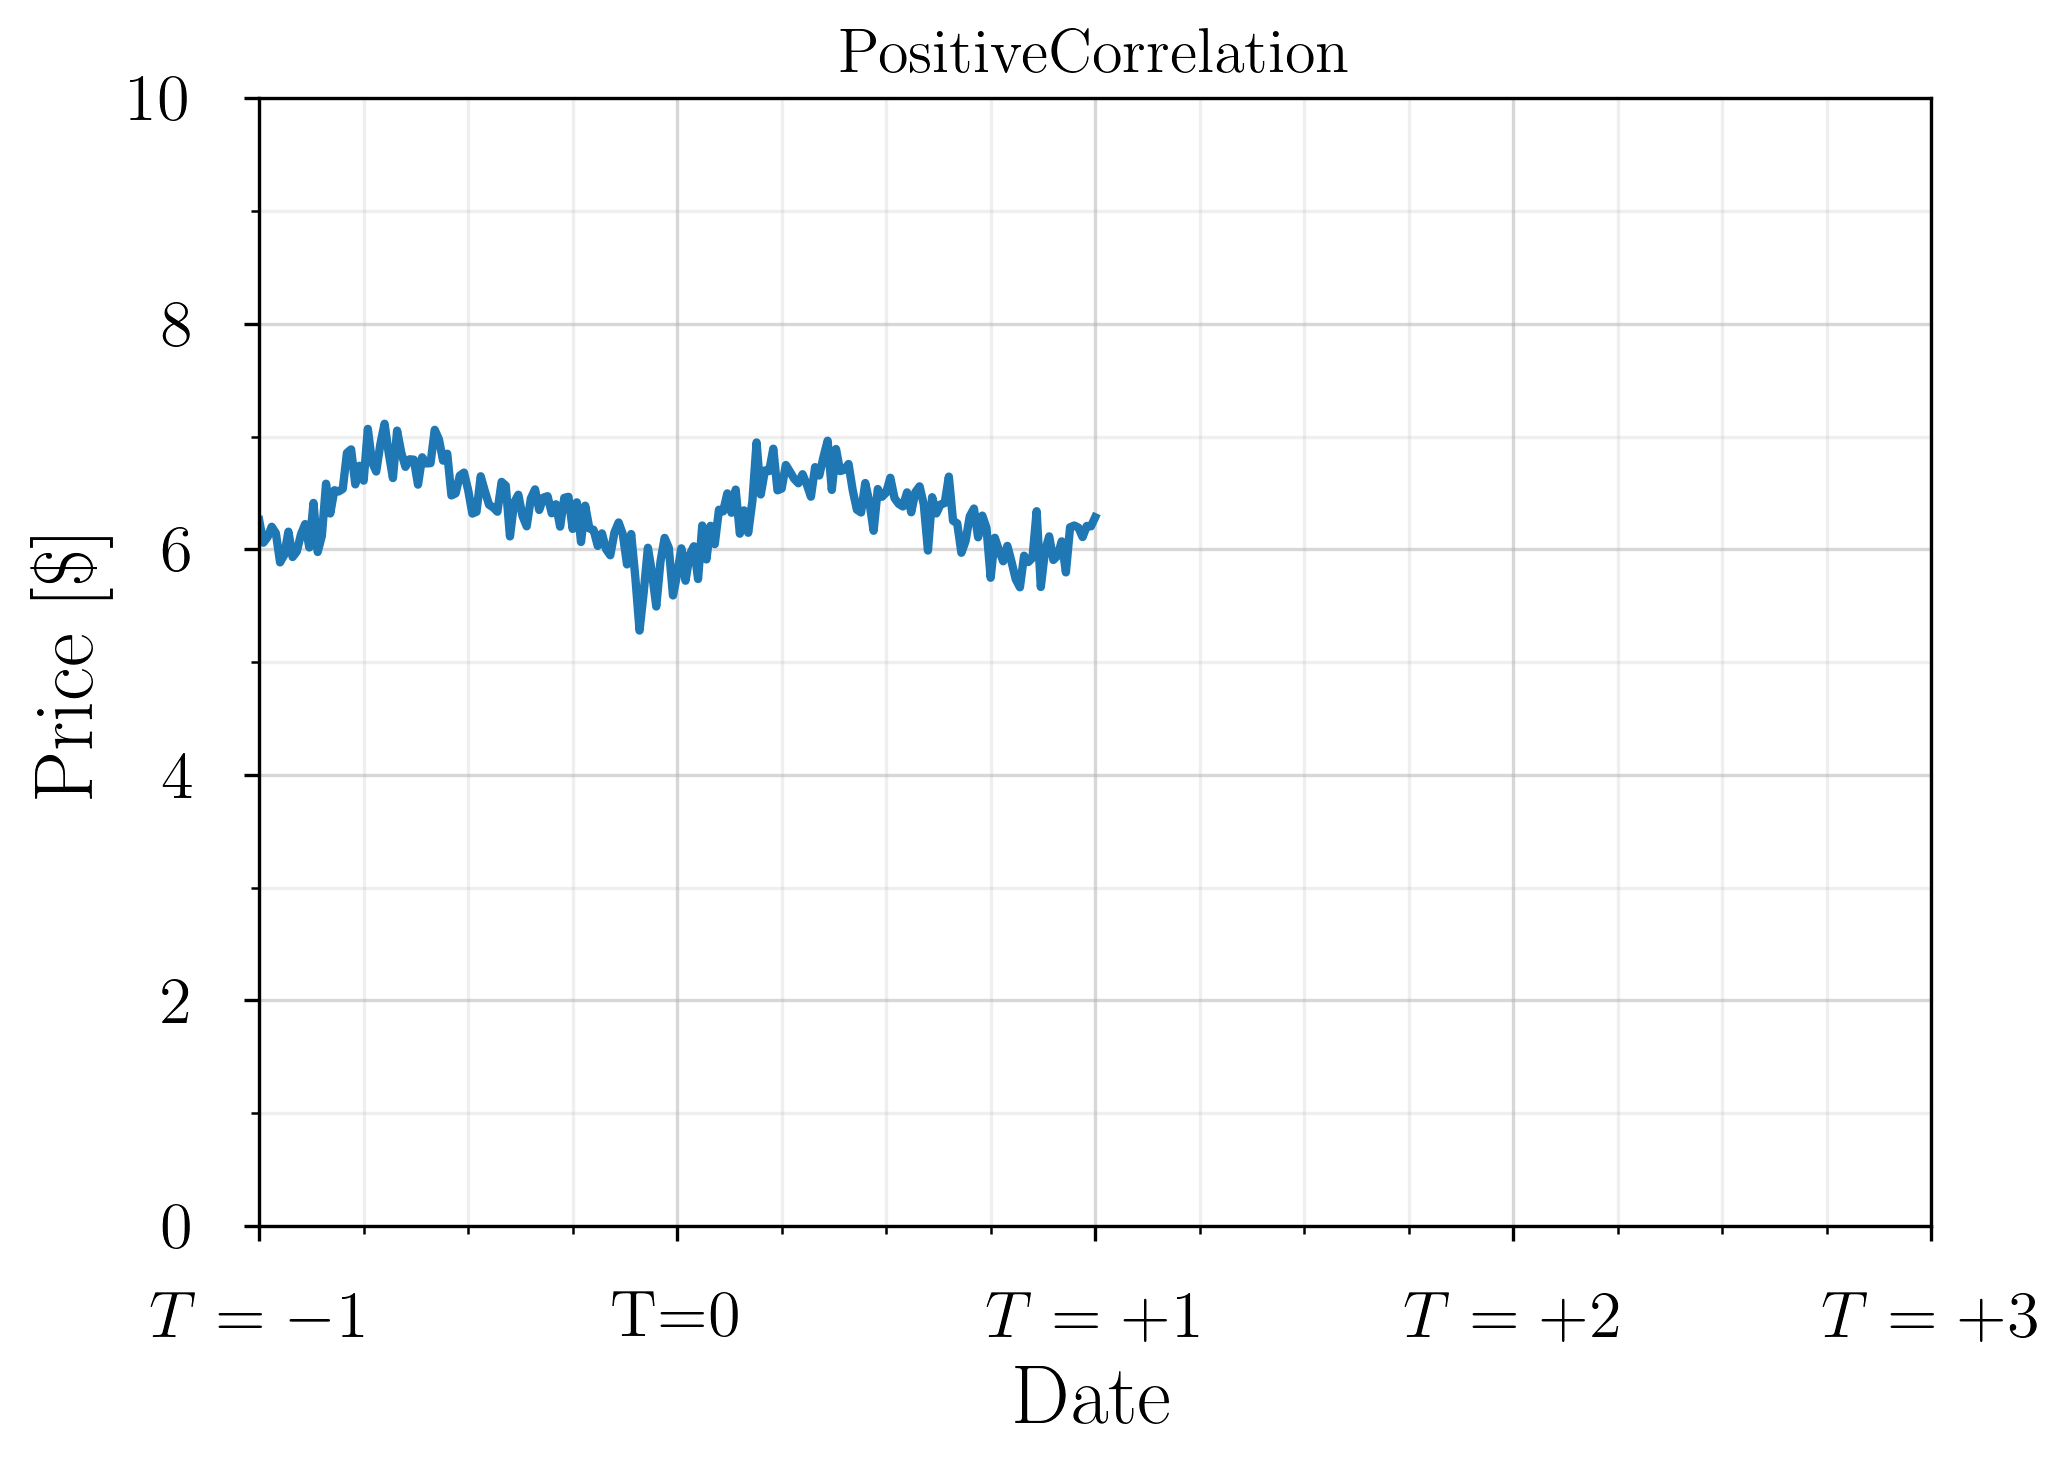 PositiveCorrelation
10
8
6
4
2
0
Price [$]
T = −1
T=0
T = +1
T = +2
T = +3
Date